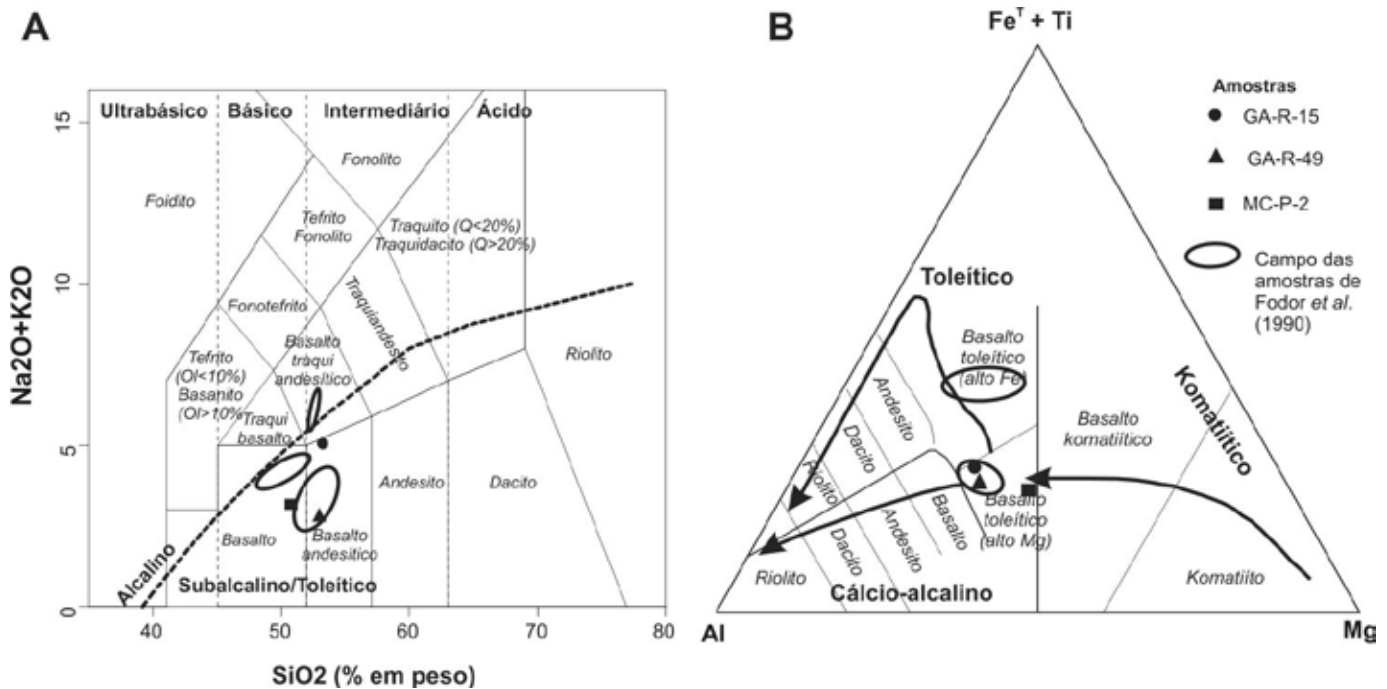 A
Ultrabásico
Básico
Intermediário
Ácido
Foidito
Fonolito
Tefrito
Fonolito
Traquito (Q<20%)
Traquidacito (Q>20%)
Fonotefrito
Traquiandesito
Basalto
traqui
andesítico
Tefrito
(Ol<10%)
Basanito
(Ol>10%
Traqui
basalto
Riolito
Andesito
Dacito
Basalto
Basalto
andesítico
Alcalino
Subalcalino/Toleítico
Na2O+K2O
0
5
10
15
40
50
60
70
80
SiO2 (% em peso)
B
Fe^T + Ti
Amostras
GA-R-15
GA-R-49
MC-P-2
Campo das
amostras de
Fodor et al.
(1990)
Toleítico
Basalto
toleítico
(alto Fe)
Komatiítico
Basalto
komatiítico
Andesito
Dacito
Riolito
Basalto
toleítico
(alto Mg)
Basalto
Andesito
Dacito
Riolito
Komatiíto
Cálcio-alcalino
Al
Mg